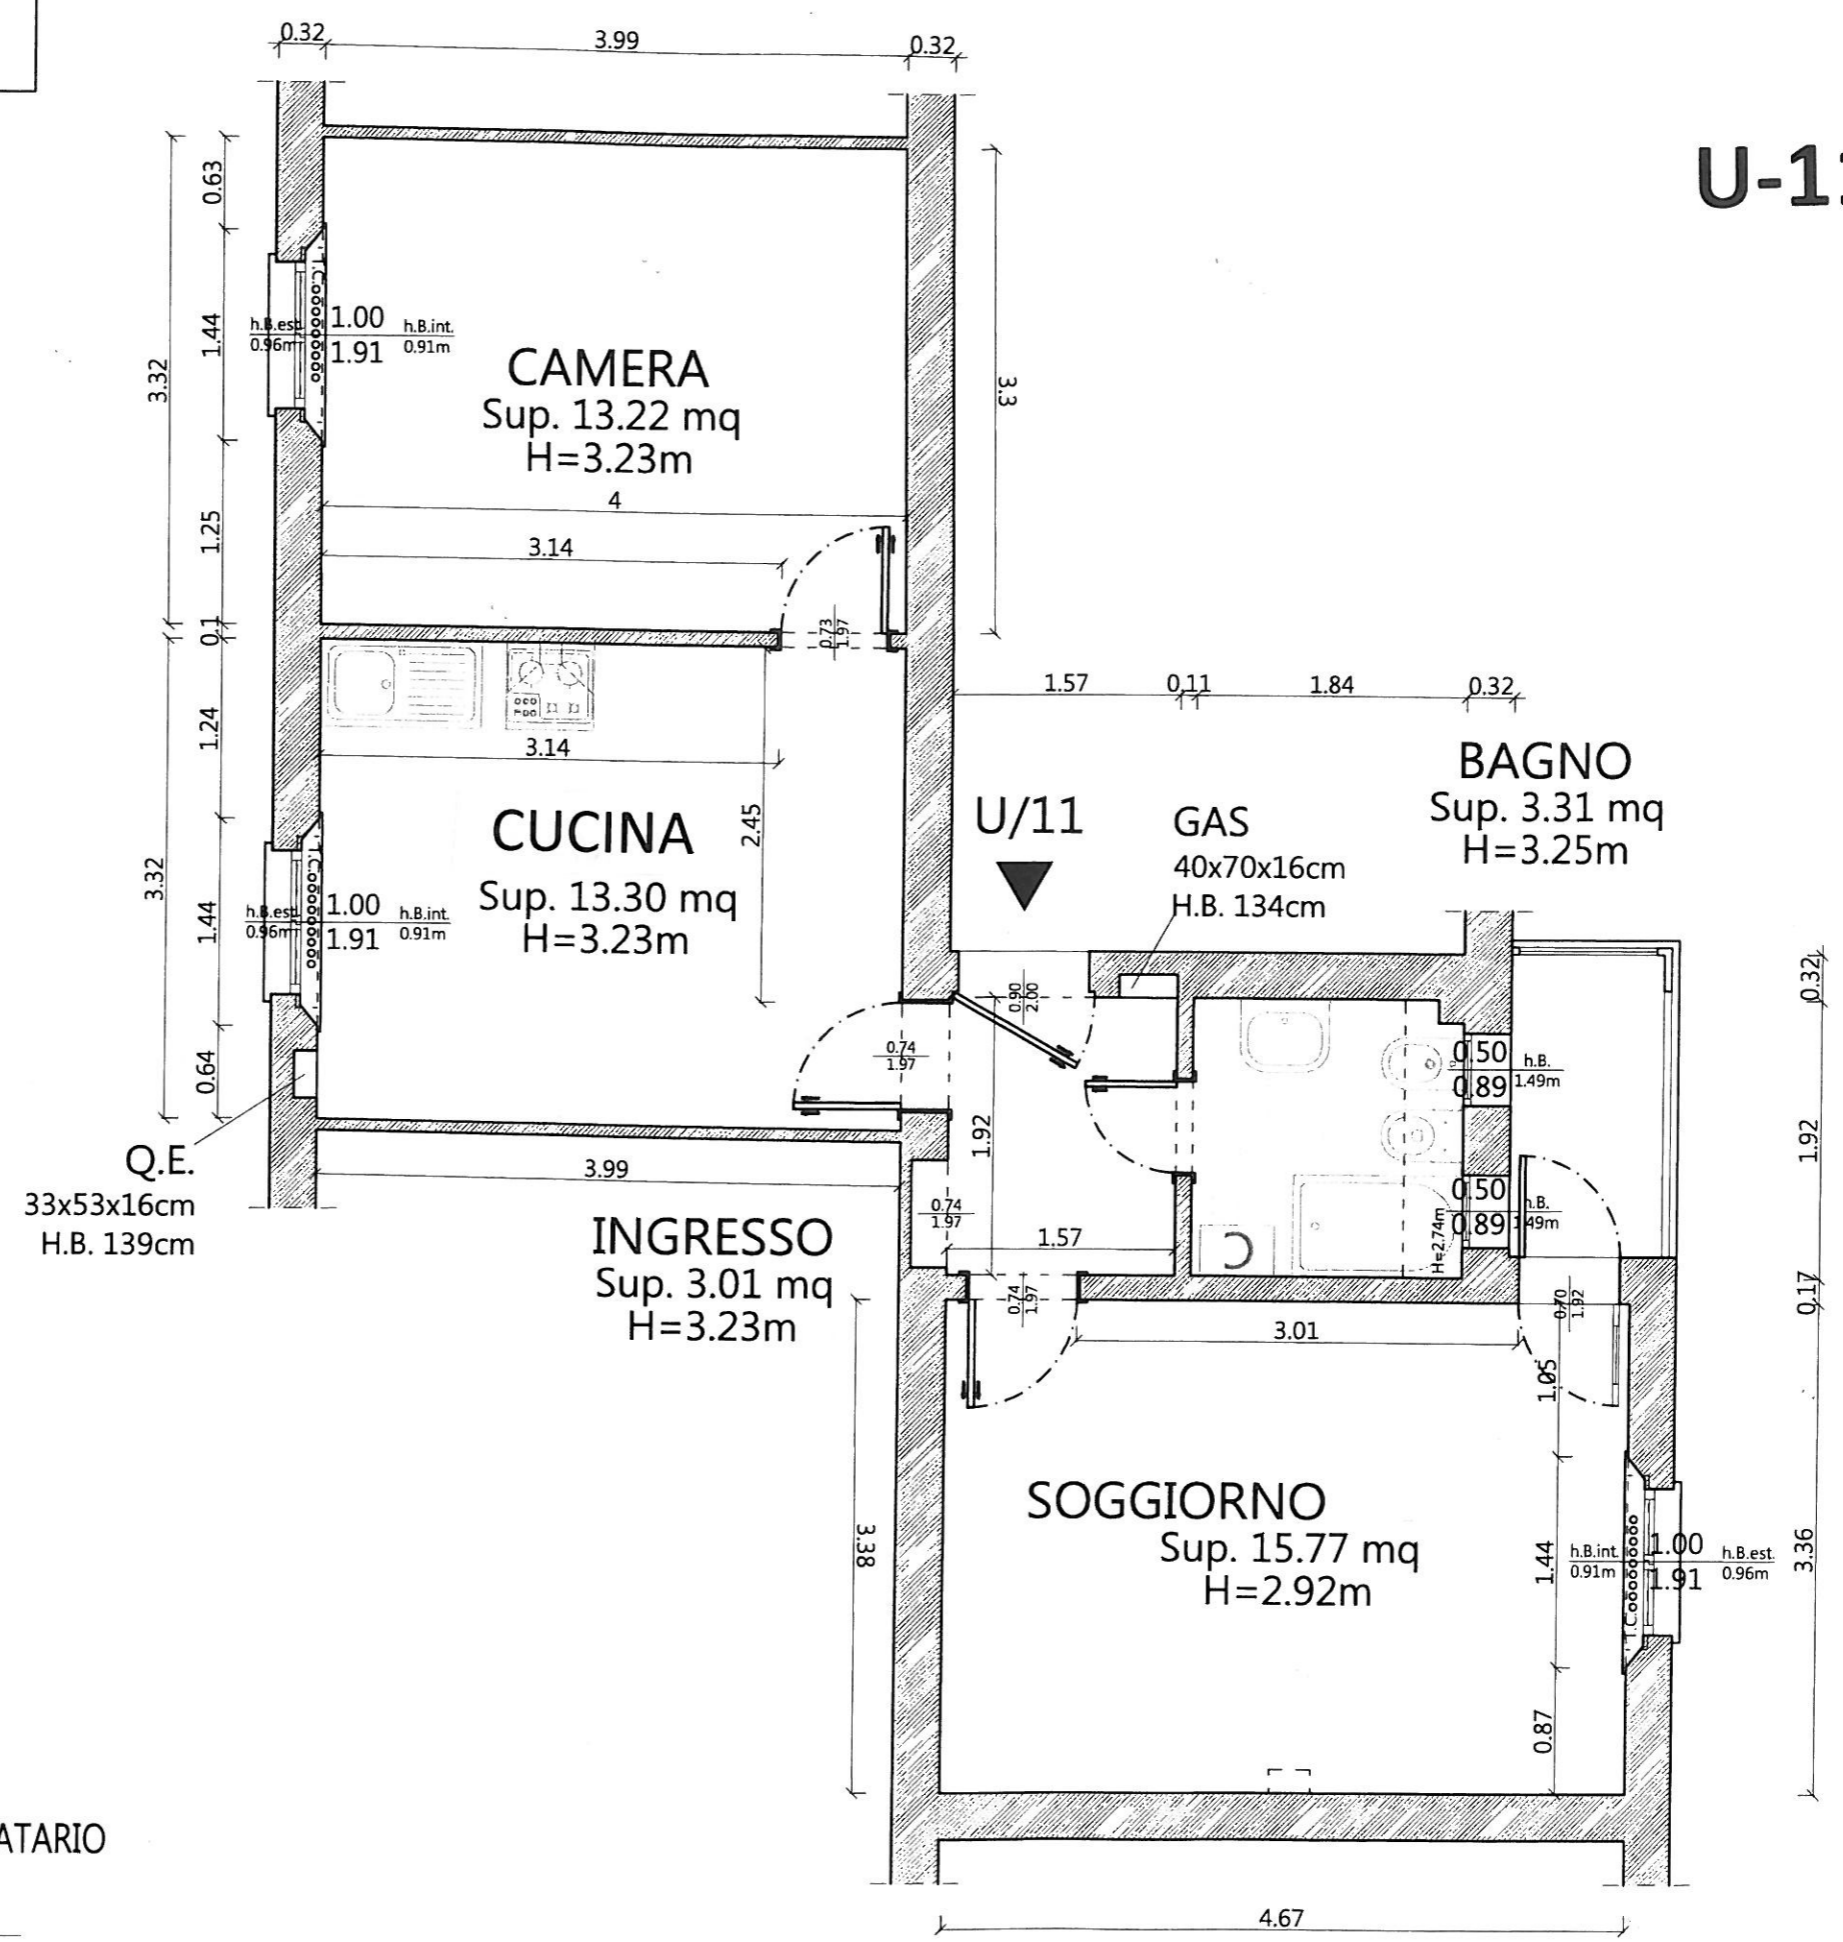 0.32
3.99
0.32
U-11
0.63
1.44
1.25
3.32
0.1
1.24
1.44
0.64
3.32
T.C.
h.B.est
0.96m
1.00
1.91
h.B.int.
0.91m
CAMERA
Sup. 13.22 mq
H=3.23m
4
3.14
3.3
0.73
1.97
3.14
2.45
CUCINA
Sup. 13.30 mq
H=3.23m
T.C.
h.B.est
0.96m
1.00
1.91
h.B.int.
0.91m
0.74
1.97
Q.E.
33x53x16cm
H.B. 139cm
3.99
1.57
0.11
1.84
0.32
U/11
GAS
40x70x16cm
H.B. 134cm
BAGNO
Sup. 3.31 mq
H=3.25m
0.90
2.00
1.92
0.50
0.89
h.B.
1.49m
0.50
0.89
h.B.
1.49m
H=2.74m
C
0.32
1.92
0.17
3.36
INGRESSO
Sup. 3.01 mq
H=3.23m
0.74
1.97
1.57
0.74
1.97
3.01
0.70
1.92
1.05
1.44
0.87
3.38
SOGGIORNO
Sup. 15.77 mq
H=2.92m
h.B.int.
0.91m
1.00
1.91
h.B.est.
0.96m
T.C.
4.67
ATARIO